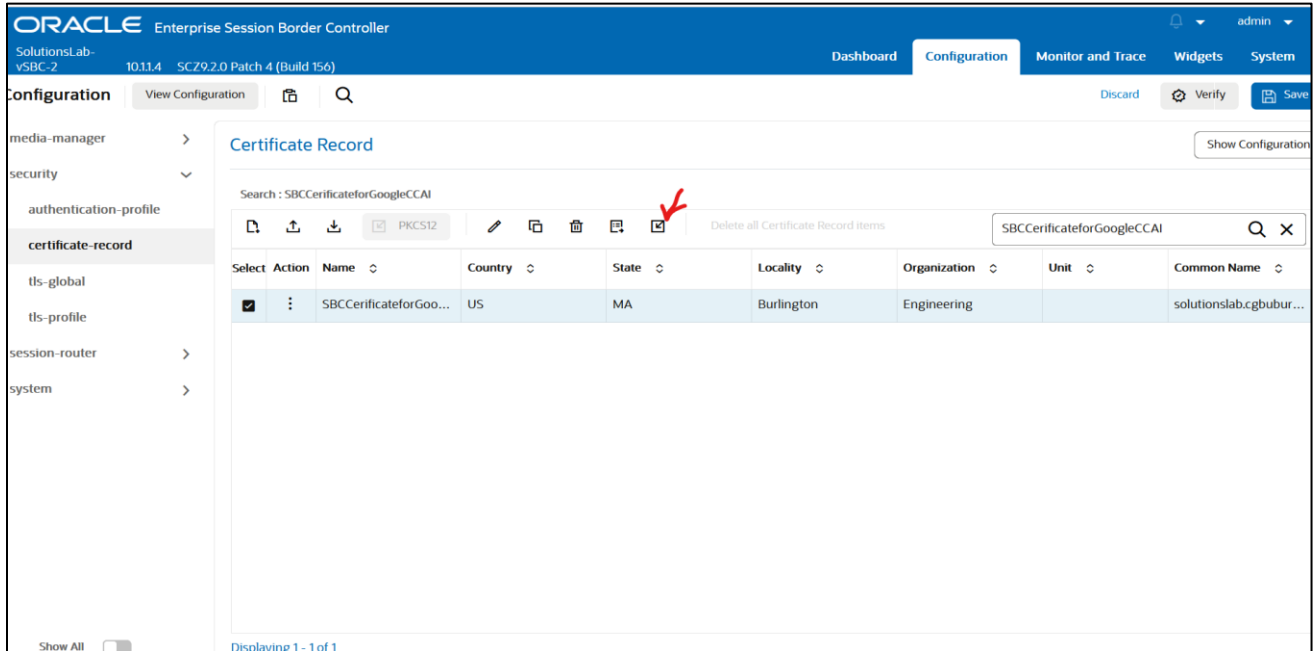 ORACLE Enterprise Session Border Controller
admin
SolutionsLab-
vSBC-2 10.1.1.4 SCZ9.2.0 Patch 4 (Build 156)
Dashboard Configuration Monitor and Trace Widgets System
Configuration View Configuration Discard Verify Save
media-manager
security
authentication-profile
certificate-record
tls-global
tls-profile
session-router
system
Show All
Certificate Record Show Configuration
Search : SBCCerificateforGoogleCCAI
PKCS12 Delete all Certificate Record items SBCCerificateforGoogleCCAI
Select Action Name Country State Locality Organization Unit Common Name
SBCCerificateforGoo... US MA Burlington Engineering solutionslab.cgbubur...
Displaying 1 - 1 of 1